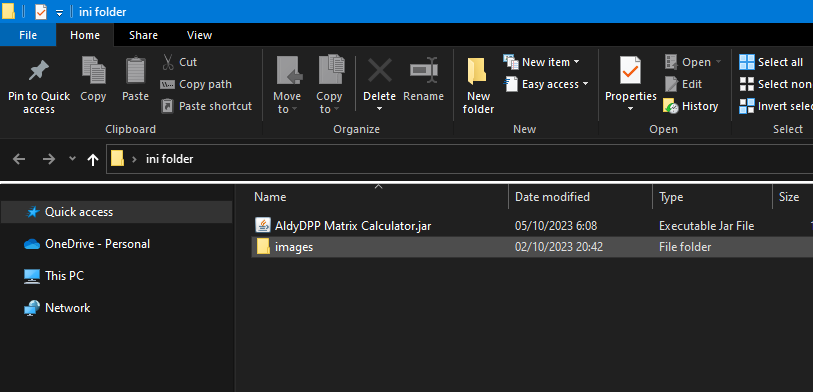 ini folder
File Home Share View
Pin to Quick access
Copy
Paste
Cut
Copy path
Paste shortcut
Clipboard
Move to
Copy to
Delete
Rename
Organize
New folder
New item
Easy access
New
Properties
Open
Edit
History
Open
Select all
Select non
Invert selec
Select
ini folder
Quick access
OneDrive - Personal
This PC
Network
Name Date modified Type Size
AldyDPP Matrix Calculator.jar 05/10/2023 6:08 Executable Jar File
images 02/10/2023 20:42 File folder